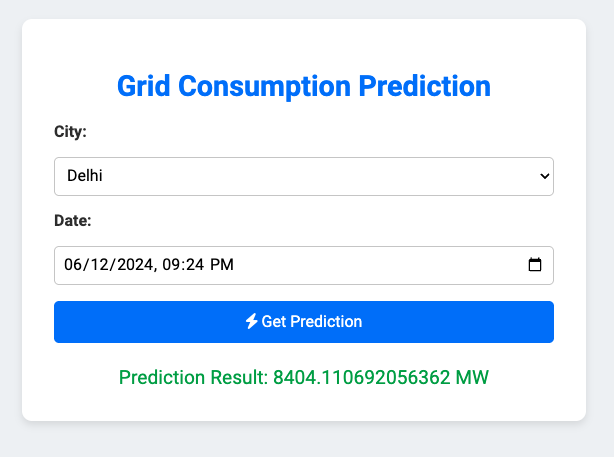 Grid Consumption Prediction
City:
Delhi
Date:
06/12/2024, 09:24 PM
Get Prediction
Prediction Result: 8404.110692056362 MW